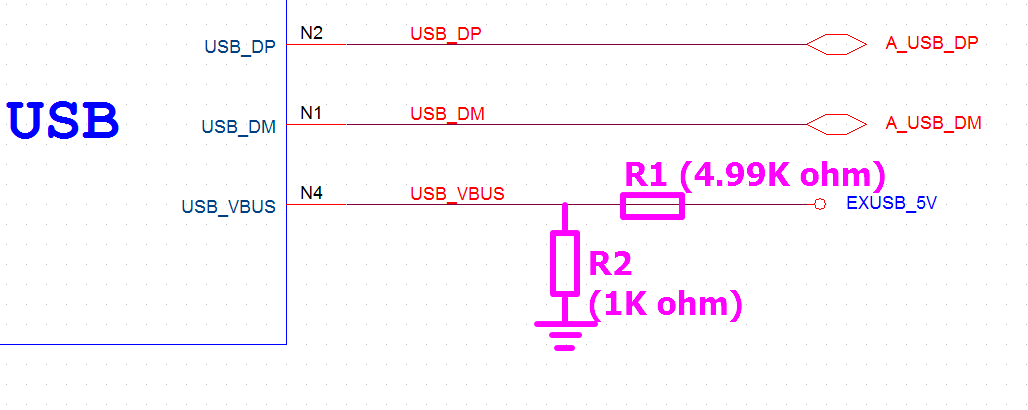 USB_DP N2 USB_DP A_USB_DP
USB
USB_DM N1 USB_DM A_USB_DM
R1 (4.99K ohm)
USB_VBUS N4 USB_VBUS EXUSB_5V
R2
(1K ohm)